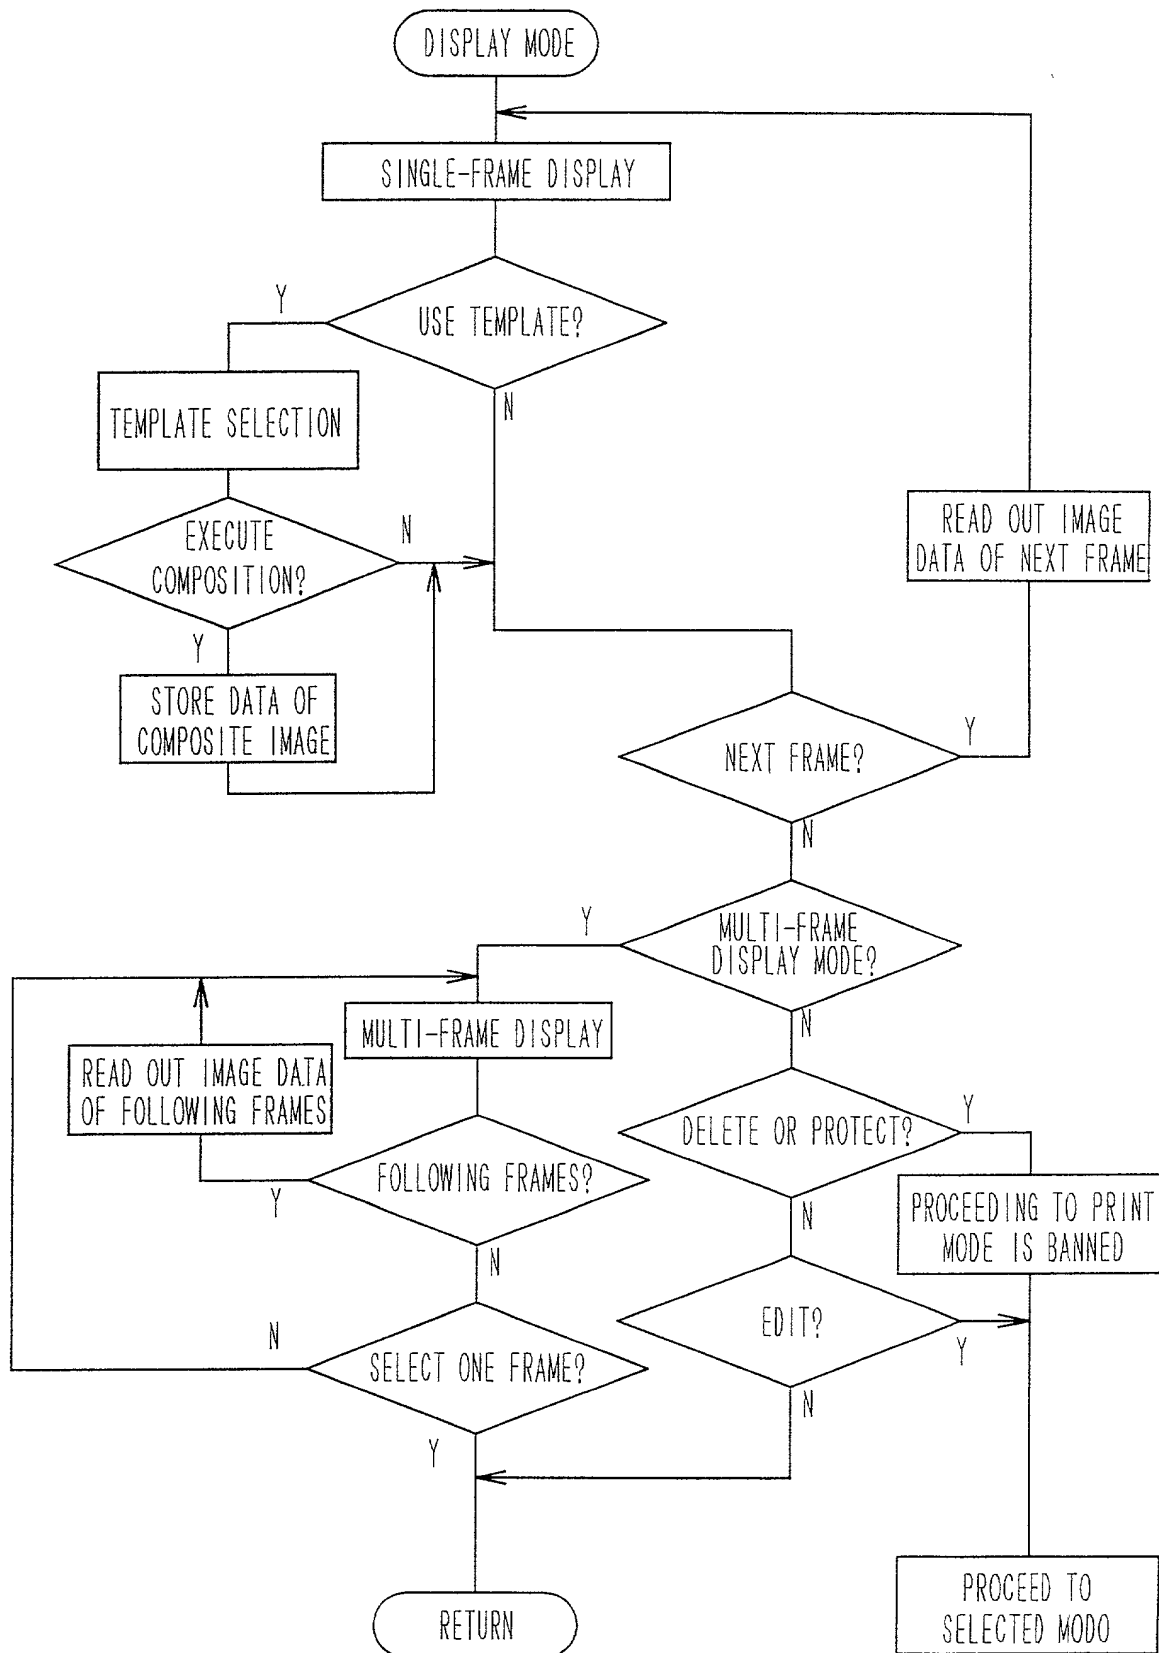 DISPLAY MODE
SINGLE-FRAME DISPLAY
Y
USE TEMPLATE?
N
TEMPLATE SELECTION
EXECUTE
COMPOSITION?
N
Y
STORE DATA OF
COMPOSITE IMAGE
READ OUT IMAGE
DATA OF NEXT FRAME
Y
NEXT FRAME?
N
Y
MULTI-FRAME
DISPLAY MODE?
N
MULTI-FRAME DISPLAY
READ OUT IMAGE DATA
OF FOLLOWING FRAMES
FOLLOWING FRAMES?
Y
N
DELETE OR PROTECT?
Y
N
PROCEEDING TO PRINT
MODE IS BANNED
EDIT?
Y
N
N
SELECT ONE FRAME?
Y
RETURN
PROCEED TO
SELECTED MODO